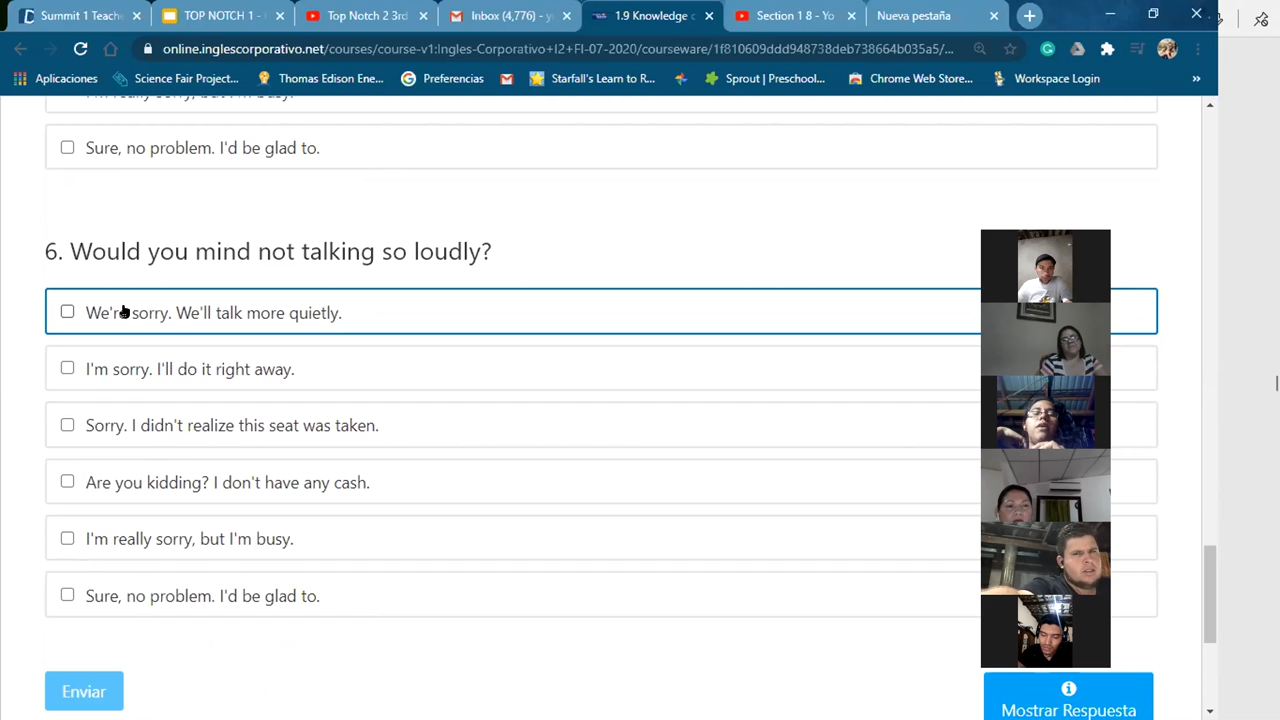 Summit 1 Teache
TOP NOTCH 1 -
Top Notch 2 3rd
Inbox (4,776) - y
1.9 Knowledge c
Section 1 8 - Yo
Nueva pestaña
online.inglescorporativo.net/courses/course-v1:Ingles-Corporativo+I2+FI-07-2020/courseware/1f810609ddd948738deb738664b035a5/...
Aplicaciones
Science Fair Projec...
Thomas Edison Ene...
Preferencias
Starfall's Learn to R...
Sprout | Preschool...
Chrome Web Store...
Workspace Login
Sure, no problem. I'd be glad to.
6. Would you mind not talking so loudly?
We're sorry. We'll talk more quietly.
I'm sorry. I'll do it right away.
Sorry. I didn't realize this seat was taken.
Are you kidding? I don't have any cash.
I'm really sorry, but I'm busy.
Sure, no problem. I'd be glad to.
Enviar
Mostrar Respuesta